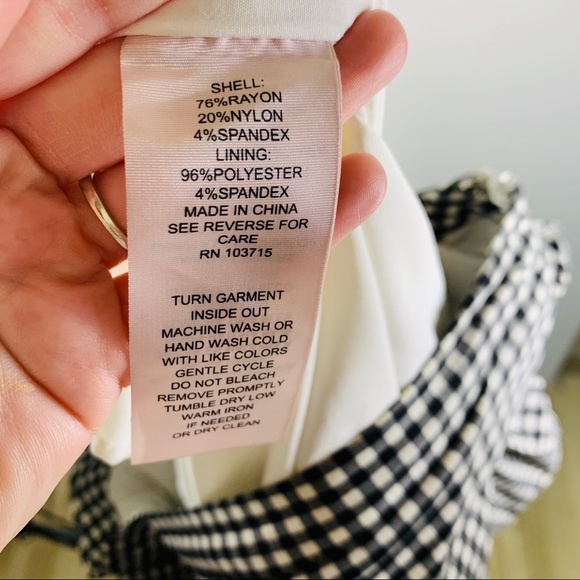 SHELL:
76%RAYON
20%NYLON
4%SPANDEX
LINING:
96%POLYESTER
4%SPANDEX
MADE IN CHINA
SEE REVERSE FOR
CARE
RN 103715
TURN GARMENT
INSIDE OUT
MACHINE WASH OR
HAND WASH COLD
WITH LIKE COLORS
GENTLE CYCLE
DO NOT BLEACH
REMOVE PROMPTLY
TUMBLE DRY LOW
WARM IRON
IF NEEDED
OR DRY CLEAN